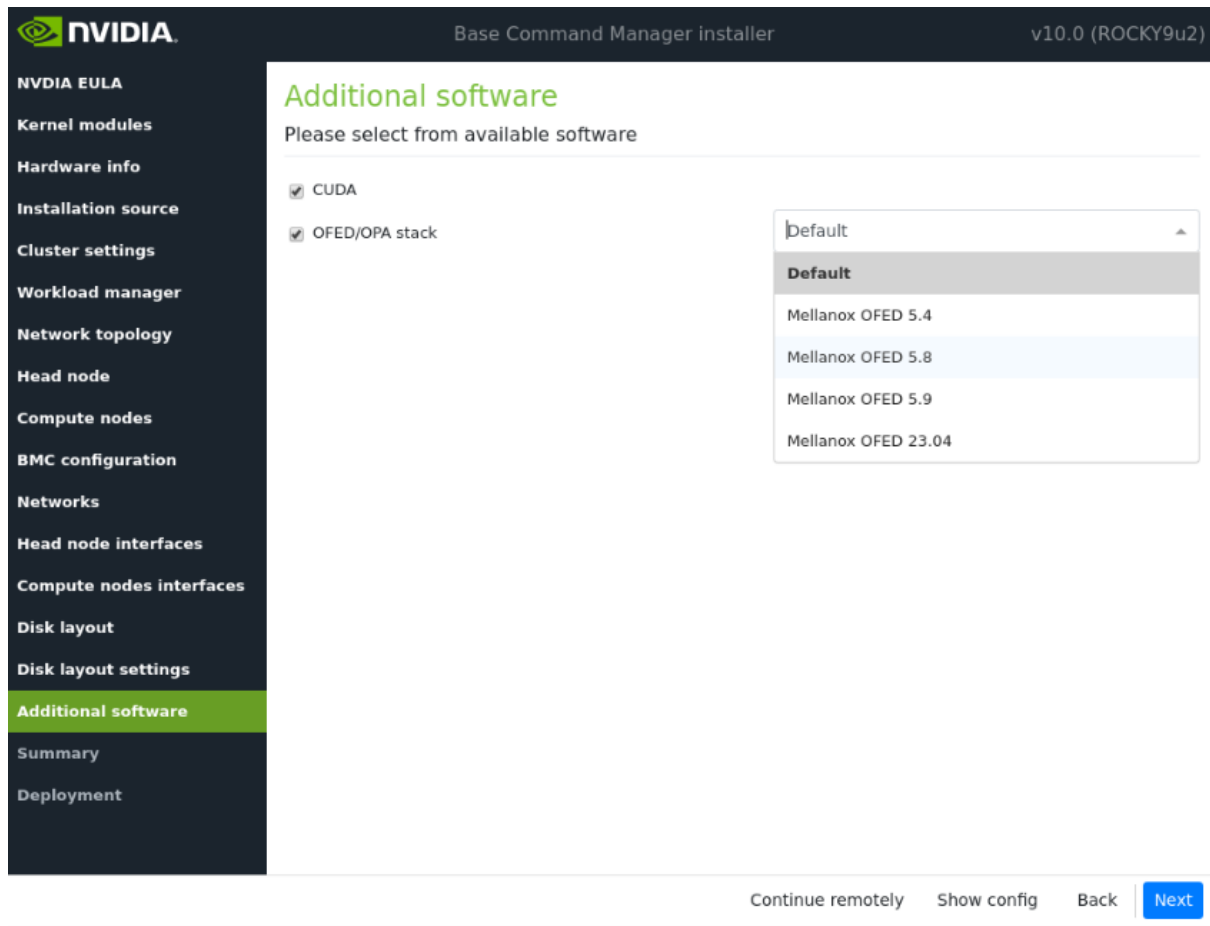 NVIDIA.
Base Command Manager installer
v10.0 (ROCKY9u2)
NVDIA EULA
Kernel modules
Hardware info
Installation source
Cluster settings
Workload manager
Network topology
Head node
Compute nodes
BMC configuration
Networks
Head node interfaces
Compute nodes interfaces
Disk layout
Disk layout settings
Additional software
Summary
Deployment
Additional software
Please select from available software
CUDA
OFED/OPA stack
Default
Default
Mellanox OFED 5.4
Mellanox OFED 5.8
Mellanox OFED 5.9
Mellanox OFED 23.04
Continue remotely
Show config
Back
Next